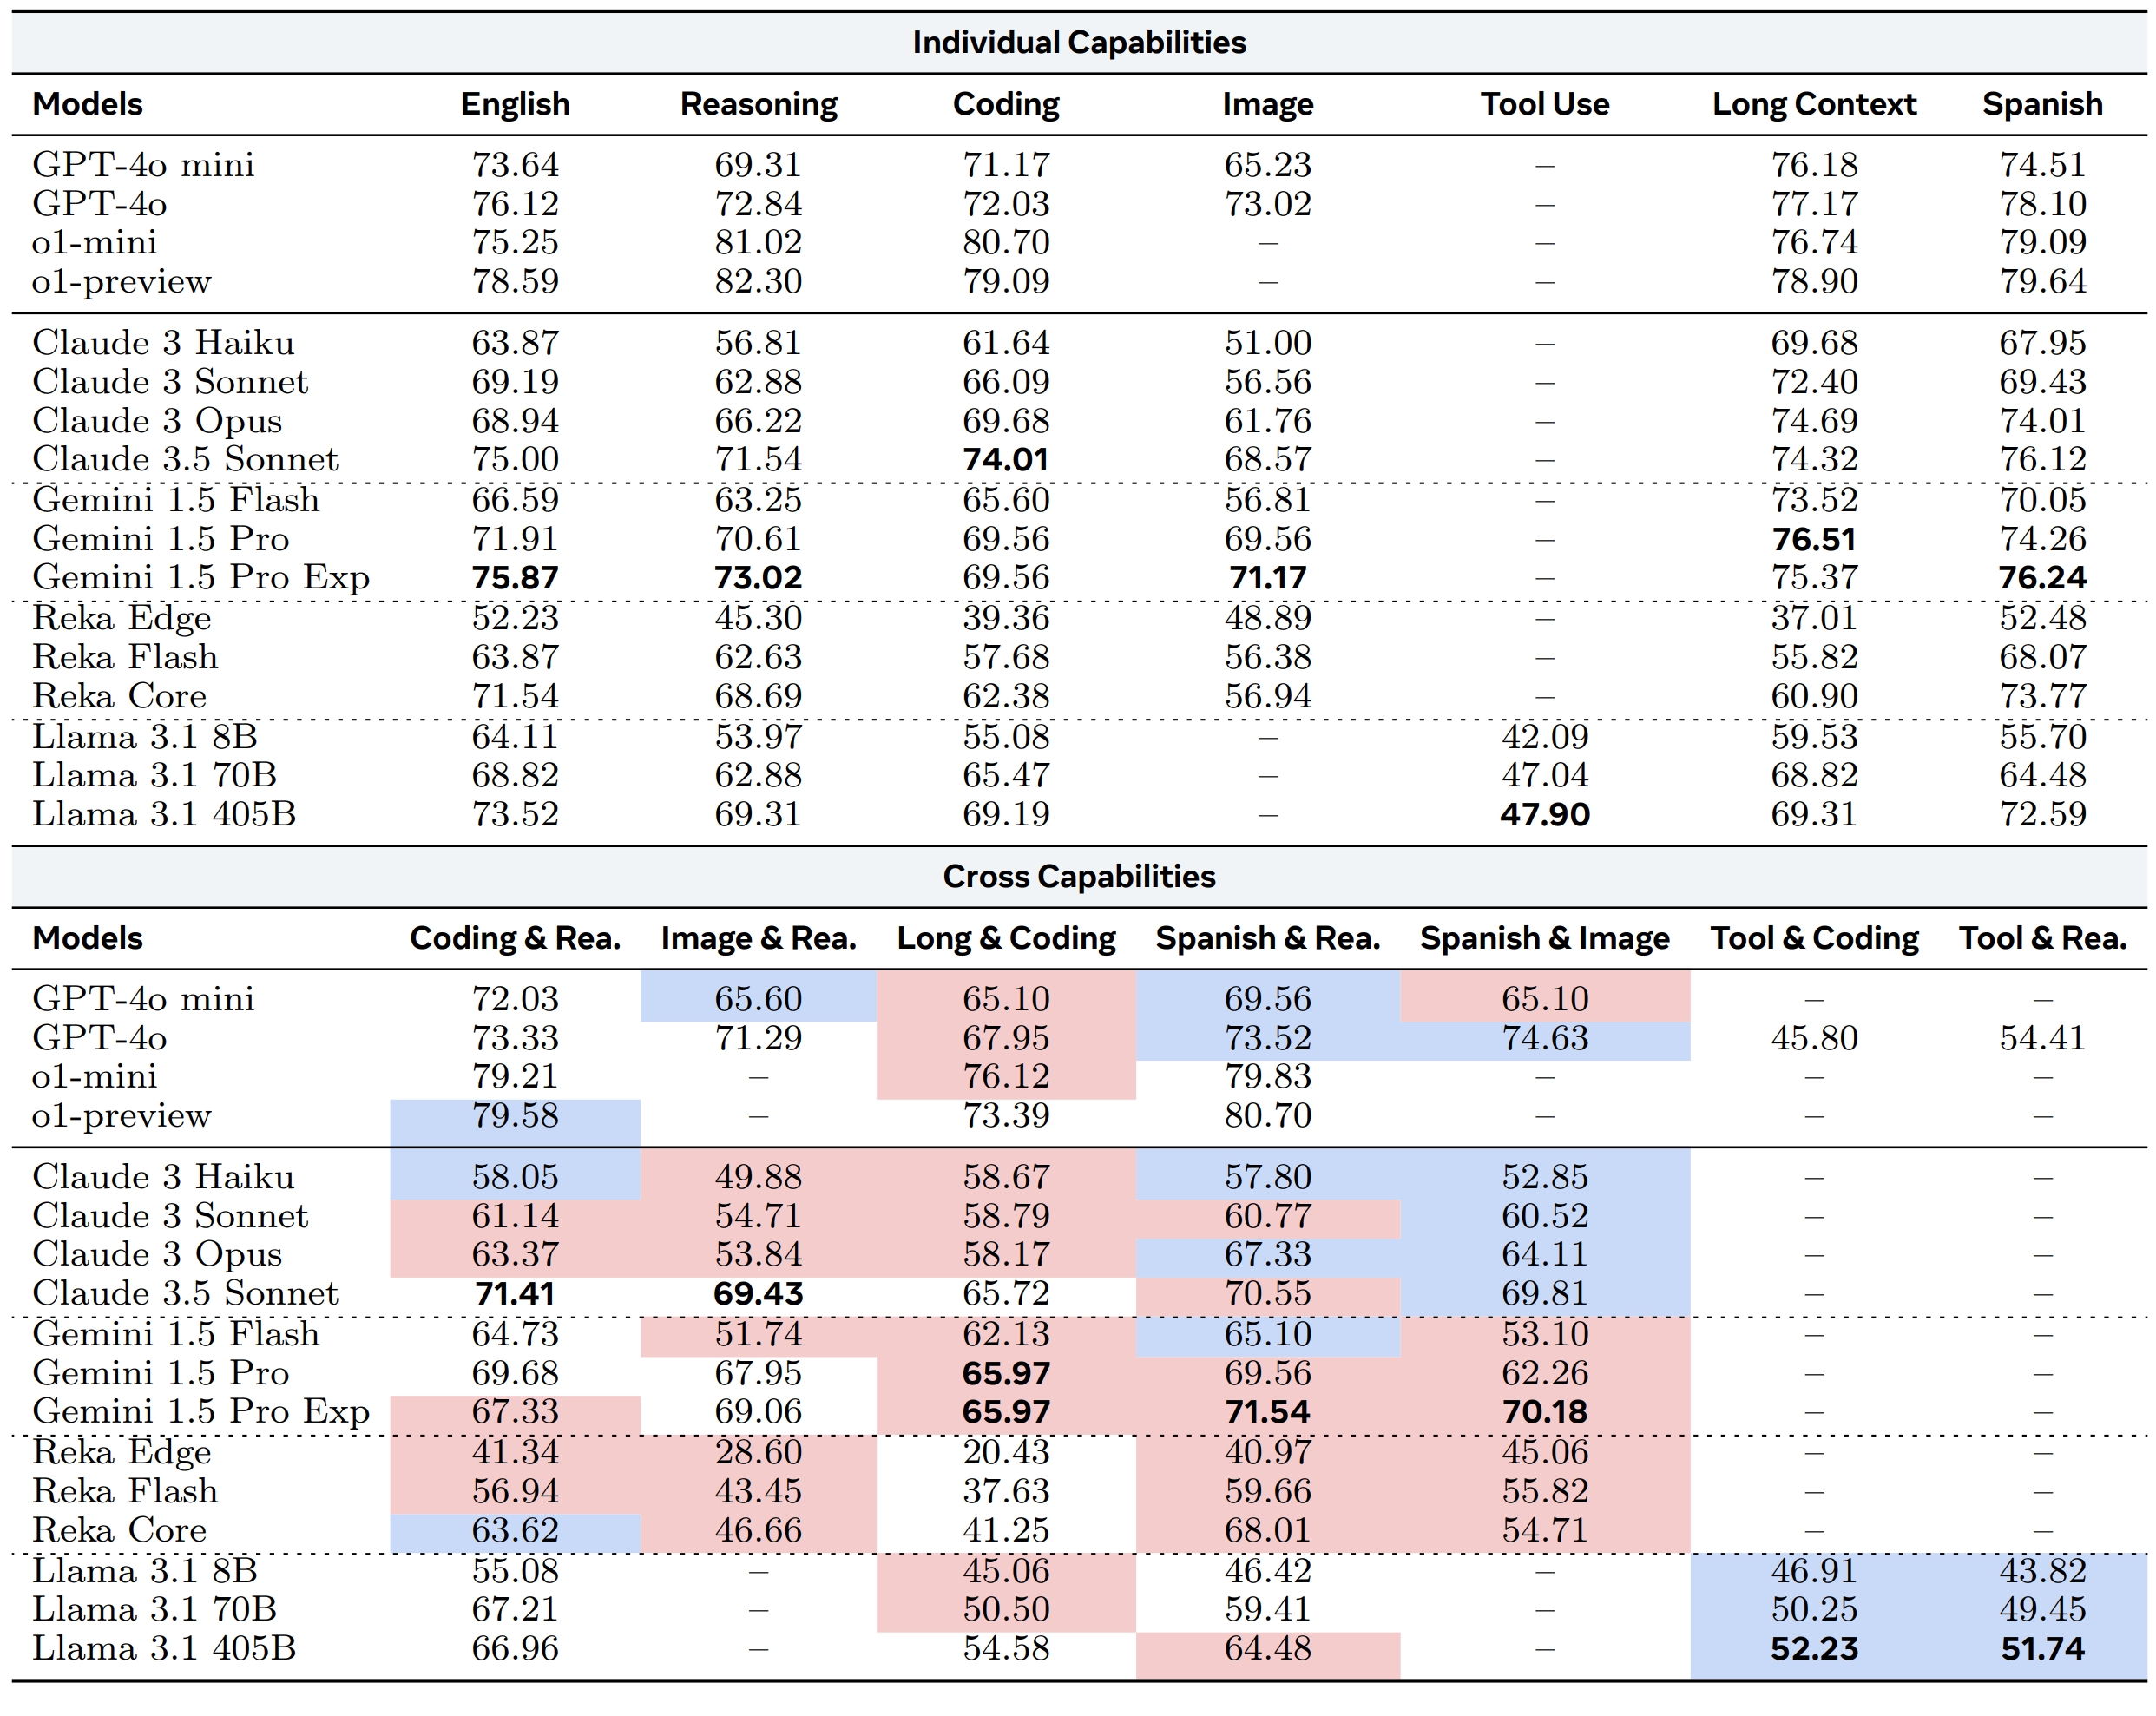 Individual Capabilities
Models English Reasoning Coding Image Tool Use Long Context Spanish
GPT-4o mini 73.64 69.31 71.17 65.23 – 76.18 74.51
GPT-4o 76.12 72.84 72.03 73.02 – 77.17 78.10
o1-mini 75.25 81.02 80.70 – – 76.74 79.09
o1-preview 78.59 82.30 79.09 – – 78.90 79.64
Claude 3 Haiku 63.87 56.81 61.64 51.00 – 69.68 67.95
Claude 3 Sonnet 69.19 62.88 66.09 56.56 – 72.40 69.43
Claude 3 Opus 68.94 66.22 69.68 61.76 – 74.69 74.01
Claude 3.5 Sonnet 75.00 71.54 74.01 68.57 – 74.32 76.12
Gemini 1.5 Flash 66.59 63.25 65.60 56.81 – 73.52 70.05
Gemini 1.5 Pro 71.91 70.61 69.56 69.56 – 76.51 74.26
Gemini 1.5 Pro Exp 75.87 73.02 69.56 71.17 – 75.37 76.24
Reka Edge 52.23 45.30 39.36 48.89 – 37.01 52.48
Reka Flash 63.87 62.63 57.68 56.38 – 55.82 68.07
Reka Core 71.54 68.69 62.38 56.94 – 60.90 73.77
Llama 3.1 8B 64.11 53.97 55.08 – 42.09 59.53 55.70
Llama 3.1 70B 68.82 62.88 65.47 – 47.04 68.82 64.48
Llama 3.1 405B 73.52 69.31 69.19 – 47.90 69.31 72.59
Cross Capabilities
Models Coding & Rea. Image & Rea. Long & Coding Spanish & Rea. Spanish & Image Tool & Coding Tool & Rea.
GPT-4o mini 72.03 65.60 65.10 69.56 65.10 – –
GPT-4o 73.33 71.29 67.95 73.52 74.63 45.80 54.41
o1-mini 79.21 – 76.12 79.83 – – –
o1-preview 79.58 – 73.39 80.70 – – –
Claude 3 Haiku 58.05 49.88 58.67 57.80 52.85 – –
Claude 3 Sonnet 61.14 54.71 58.79 60.77 60.52 – –
Claude 3 Opus 63.37 53.84 58.17 67.33 64.11 – –
Claude 3.5 Sonnet 71.41 69.43 65.72 70.55 69.81 – –
Gemini 1.5 Flash 64.73 51.74 62.13 65.10 53.10 – –
Gemini 1.5 Pro 69.68 67.95 65.97 69.56 62.26 – –
Gemini 1.5 Pro Exp 67.33 69.06 65.97 71.54 70.18 – –
Reka Edge 41.34 28.60 20.43 40.97 45.06 – –
Reka Flash 56.94 43.45 37.63 59.66 55.82 – –
Reka Core 63.62 46.66 41.25 68.01 54.71 – –
Llama 3.1 8B 55.08 – 45.06 46.42 – 46.91 43.82
Llama 3.1 70B 67.21 – 50.50 59.41 – 50.25 49.45
Llama 3.1 405B 66.96 – 54.58 64.48 – 52.23 51.74